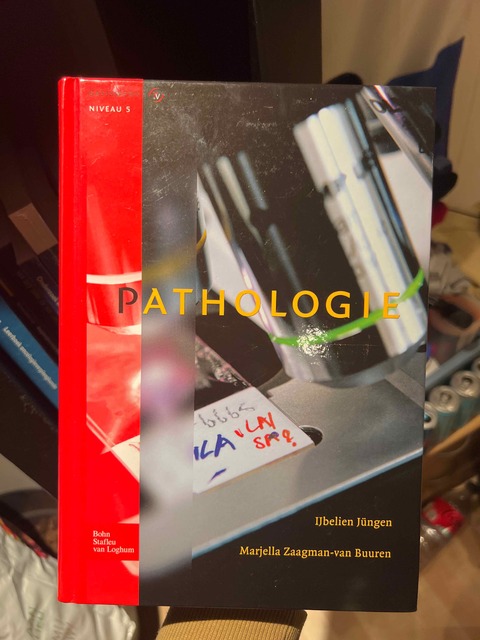 NIVEAU 5
PATHOLOGIE
IJbelien Jüngen
Marjella Zaagman-van Buuren
Bohn
Stafleu
van Loghum